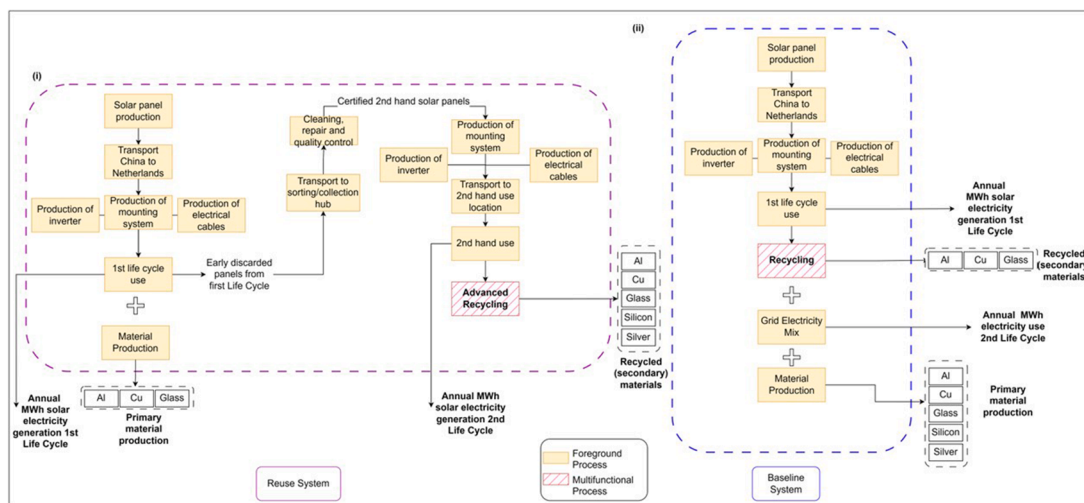 (i)
Solar panel
production
Transport
China to
Netherlands
Production of
inverter
Production of
mounting
system
Production of
electrical
cables
1st life cycle
use
Early discarded
panels from
first Life Cycle
Material
Production
Al
Cu
Glass
Primary
material
production
Annual
MWh solar
electricity
generation 1st
Life Cycle
Transport to
sorting/collection
hub
Cleaning,
repair and
quality control
Certified 2nd hand solar panels
Production of
mounting
system
Production of
inverter
Production of
electrical
cables
Transport to
2nd hand use
location
2nd hand use
Advanced
Recycling
Al
Cu
Glass
Silicon
Silver
Recycled
(secondary)
materials
Annual MWh
solar electricity
generation 2nd
Life Cycle
Reuse System
Foreground
Process
Multifunctional
Process
(ii)
Solar panel
production
Transport
China to
Netherlands
Production of
inverter
Production of
mounting
system
Production of
electrical
cables
1st life cycle
use
Annual
MWh solar
electricity
generation 1st
Life Cycle
Recycling
Al
Cu
Glass
Recycled
(secondary)
materials
Grid Electricity
Mix
Annual MWh
electricity use
2nd Life Cycle
Material
Production
Al
Cu
Glass
Silicon
Silver
Primary
material
production
Baseline
System